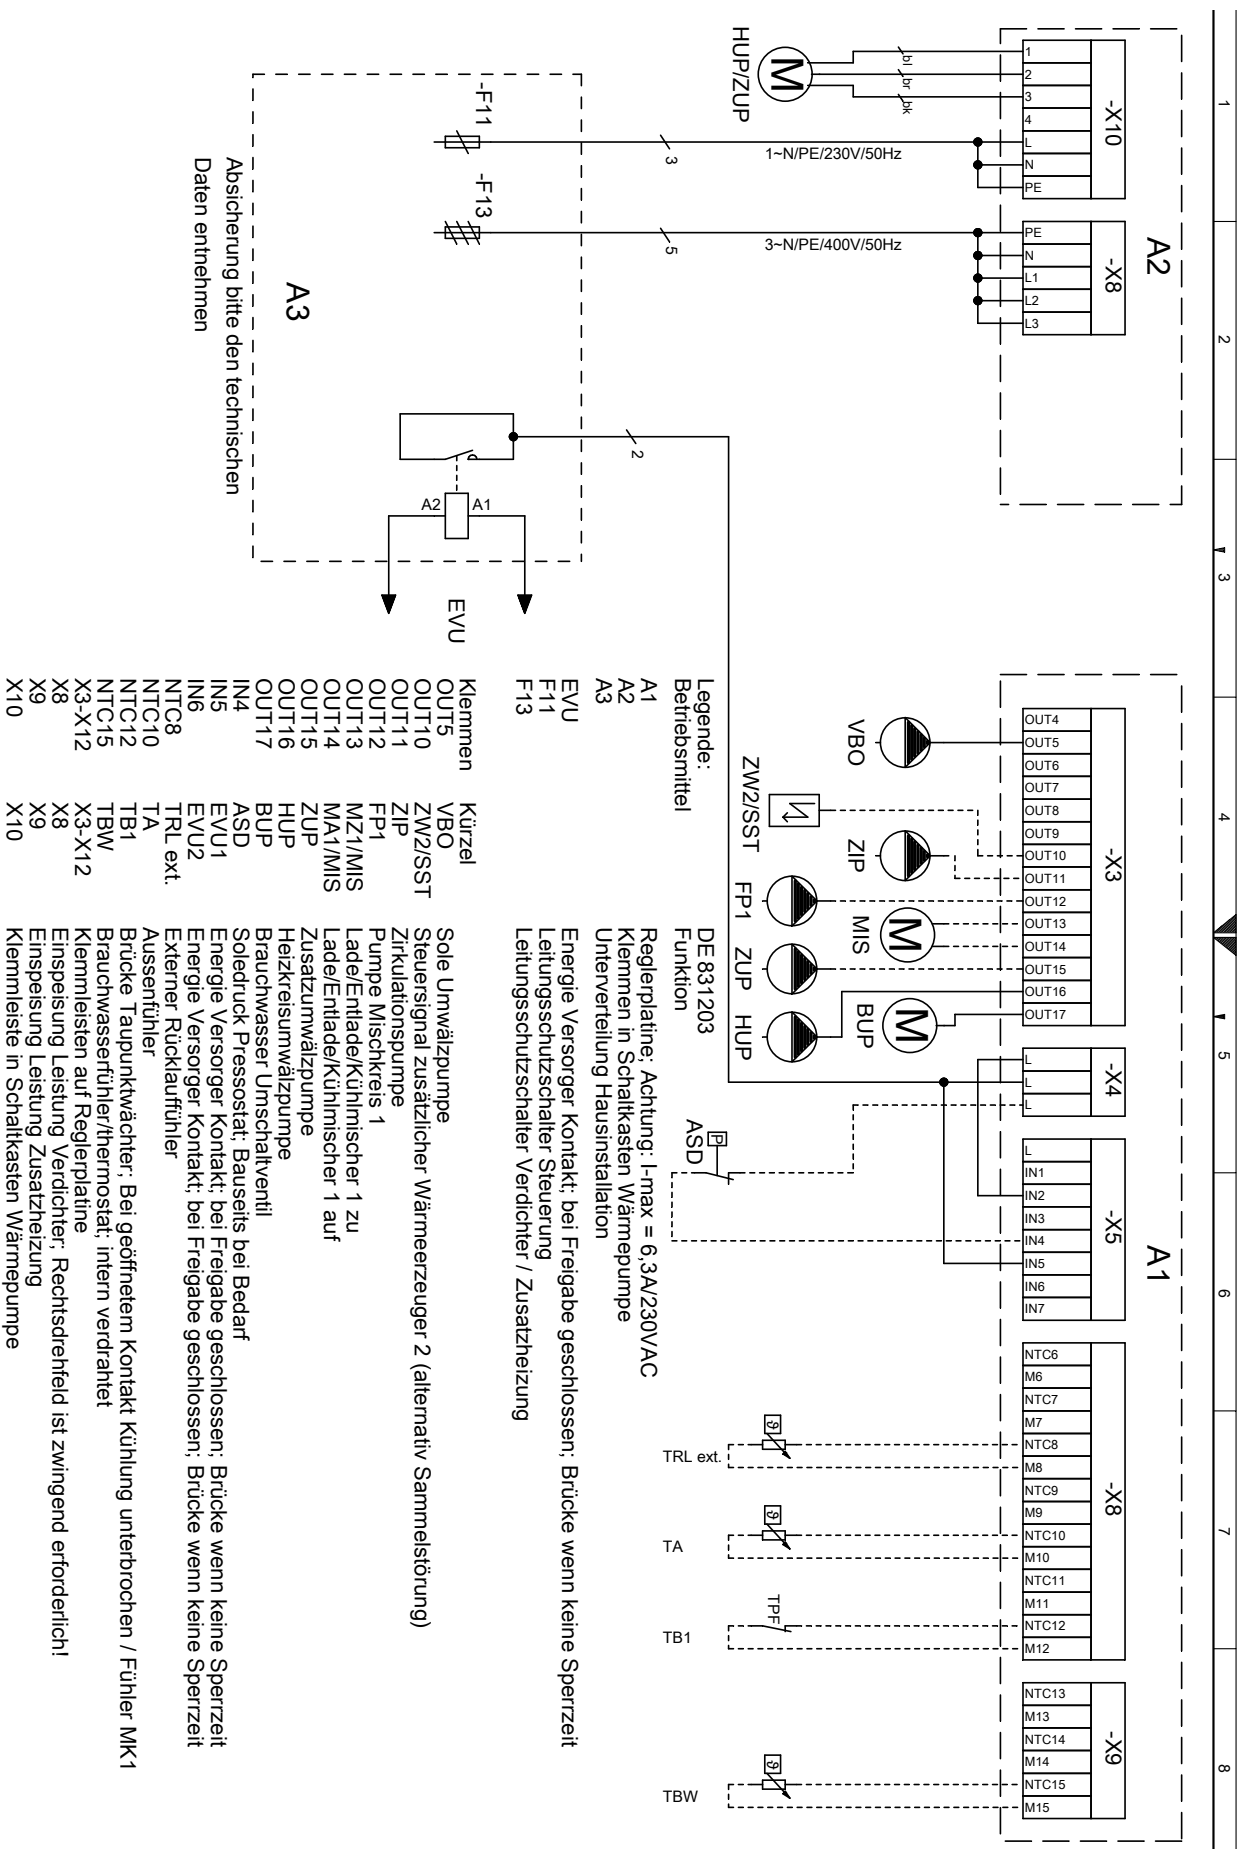 1 2 3 4 5 6 7 8
A2
-X10
1
2
3
4
L
N
PE
-X8
PE
N
L1
L2
L3
bl
br
bk
M
HUP/ZUP
1~N/PE/230V/50Hz
3
-F11
3~N/PE/400V/50Hz
5
-F13
2
A3
A1
A2
EVU
Absicherung bitte den technischen
Daten entnehmen
A1
-X3
OUT4
OUT5
OUT6
OUT7
OUT8
OUT9
OUT10
OUT11
OUT12
OUT13
OUT14
OUT15
OUT16
OUT17
-X4
L
L
L
-X5
L
IN1
IN2
IN3
IN4
IN5
IN6
IN7
-X8
NTC6
M6
NTC7
M7
NTC8
M8
NTC9
M9
NTC10
M10
NTC11
M11
NTC12
M12
-X9
NTC13
M13
NTC14
M14
NTC15
M15
VBO
ZW2/SST
ZIP
FP1
M
MIS
ZUP
HUP
M
BUP
P
ASD
ϑ
TRL ext.
ϑ
TA
TPF
TB1
ϑ
TBW
Legende: DE 831203
Betriebsmittel Funktion
A1 Reglerplatine; Achtung: I-max = 6,3A/230VAC
A2 Klemmen in Schaltkasten Wärmepumpe
A3 Unterverteilung Hausinstallation
EVU Energie Versorger Kontakt; bei Freigabe geschlossen; Brücke wenn keine Sperrzeit
F11 Leitungsschutzschalter Steuerung
F13 Leitungsschutzschalter Verdichter / Zusatzheizung
Klemmen Kürzel
OUT5 VBO Sole Umwälzpumpe
OUT10 ZW2/SST Steuersignal zusätzlicher Wärmeerzeuger 2 (alternativ Sammelstörung)
OUT11 ZIP Zirkulationspumpe
OUT12 FP1 Pumpe Mischkreis 1
OUT13 MZ1/MIS Lade/Entlade/Kühlmischer 1 zu
OUT14 MA1/MIS Lade/Entlade/Kühlmischer 1 auf
OUT15 ZUP Zusatzumwälzpumpe
OUT16 HUP Heizkreisumwälzpumpe
OUT17 BUP Brauchwasser Umschaltventil
IN4 ASD Soledruck Pressostat; Bauseits bei Bedarf
IN5 EVU1 Energie Versorger Kontakt; bei Freigabe geschlossen; Brücke wenn keine Sperrzeit
IN6 EVU2 Energie Versorger Kontakt; bei Freigabe geschlossen; Brücke wenn keine Sperrzeit
NTC8 TRL ext. Externer Rücklauffühler
NTC10 TA Aussenfühler
NTC12 TB1 Brücke Taupunktwächter; Bei geöffnetem Kontakt Kühlung unterbrochen / Fühler MK1
NTC15 TBW Brauchwasserfühler/thermostat; intern verdrahtet
X3-X12 X3-X12 Klemmleisten auf Reglerplatine
X8 X8 Einspeisung Leistung Verdichter; Rechtsdrehfeld ist zwingend erforderlich!
X9 X9 Einspeisung Leistung Zusatzheizung
X10 X10 Klemmleiste in Schaltkasten Wärmepumpe